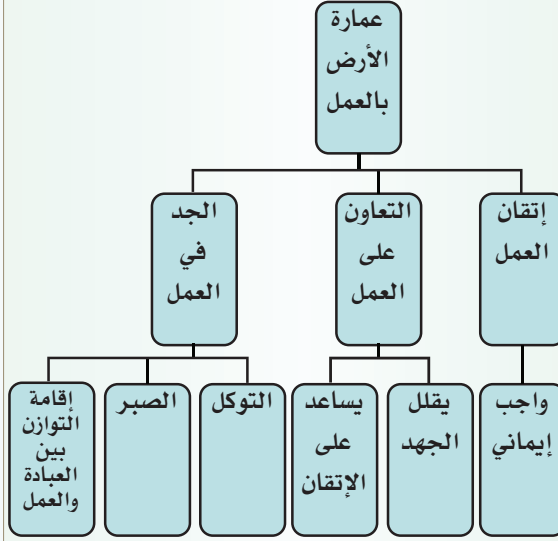 عمارة
الأرض
بالعمل
إتقان
العمل
التعاون
على
العمل
الجد
في
العمل
واجب
إيماني
يقلل
الجهد
يساعد
على
الإتقان
التوكل
الصبر
إقامة
التوازن
بين
العبادة
والعمل